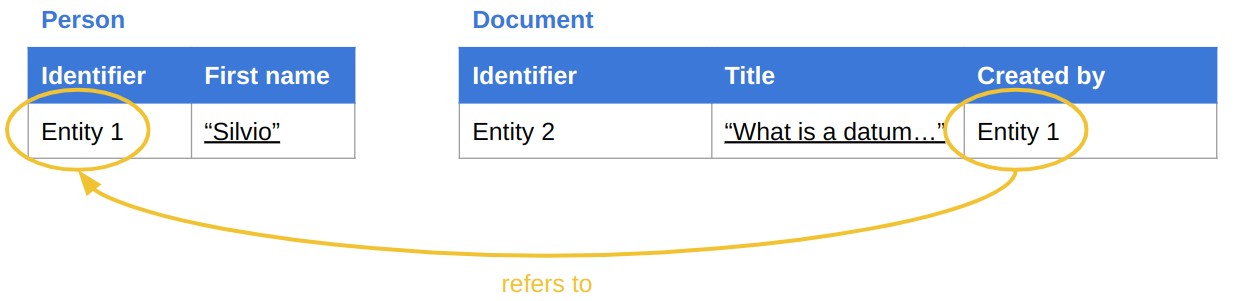 Person
Document
Identifier First name
Identifier Title Created by
Entity 1 “Silvio”
Entity 2 “What is a datum…” Entity 1
refers to